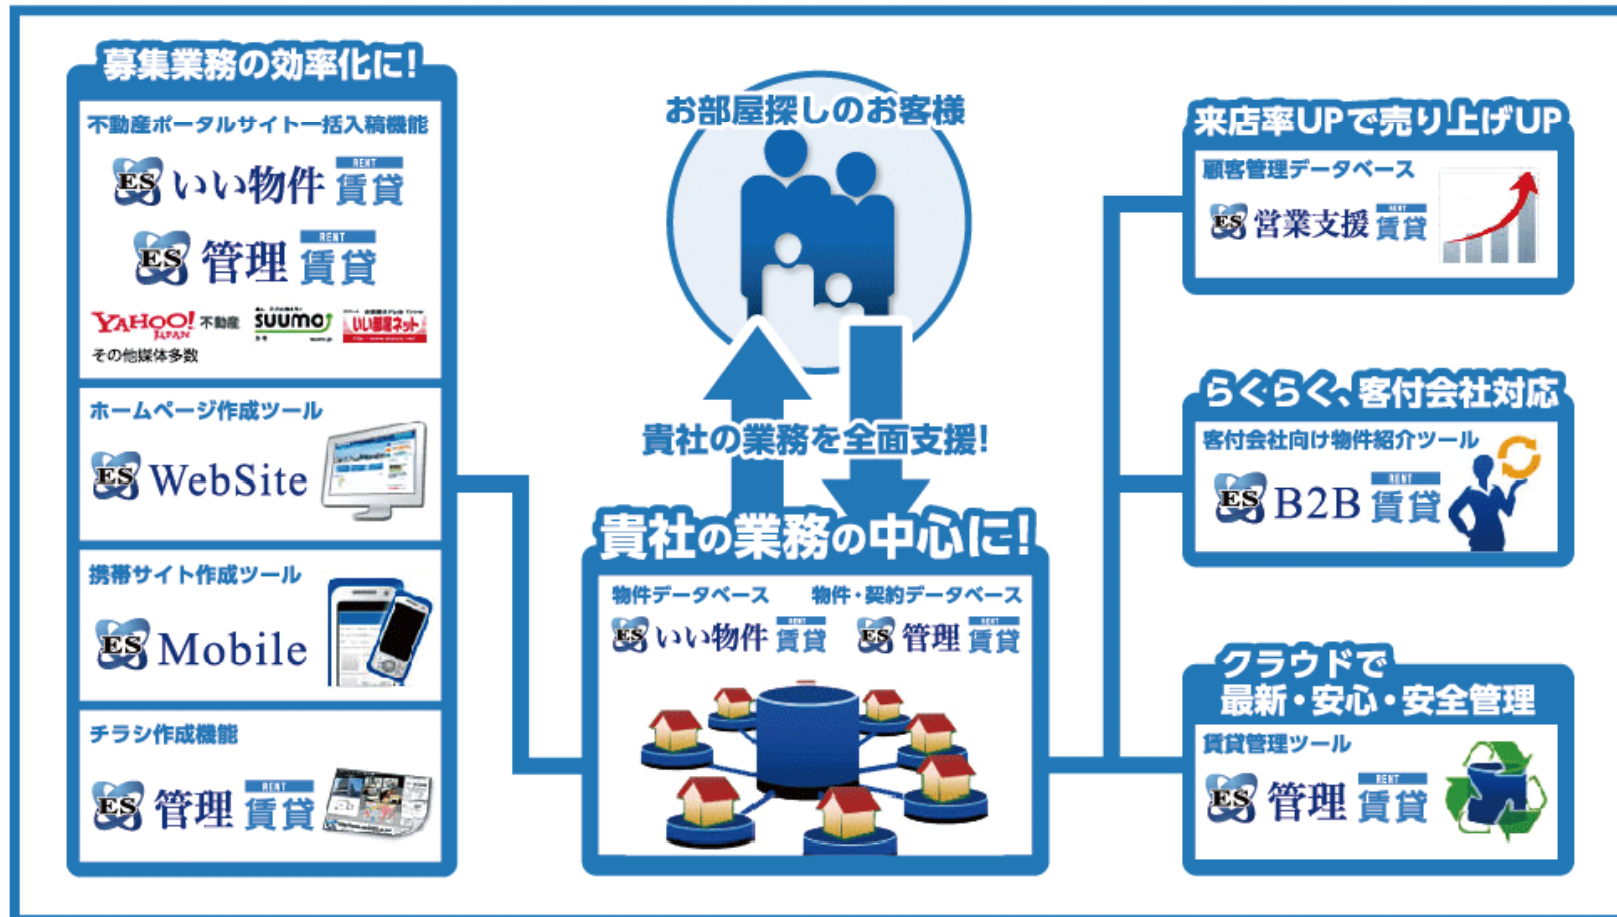 募集業務の効率化に!
不動産ポータルサイト一括入稿機能
ES いい物件 RENT 賃貸
ES 管理 RENT 賃貸
YAHOO! JAPAN 不動産
SUUMO
いい部屋ネット
その他媒体多数
ホームページ作成ツール
ES WebSite
携帯サイト作成ツール
ES Mobile
チラシ作成機能
ES 管理 RENT 賃貸
お部屋探しのお客様
貴社の業務を全面支援!
貴社の業務の中心に!
物件データベース
ES いい物件 RENT 賃貸
物件・契約データベース
ES 管理 RENT 賃貸
来店率UPで売り上げUP
顧客管理データベース
ES 営業支援 RENT 賃貸
らくらく、客付会社対応
客付会社向け物件紹介ツール
ES B2B RENT 賃貸
クラウドで
最新・安心・安全管理
賃貸管理ツール
ES 管理 RENT 賃貸